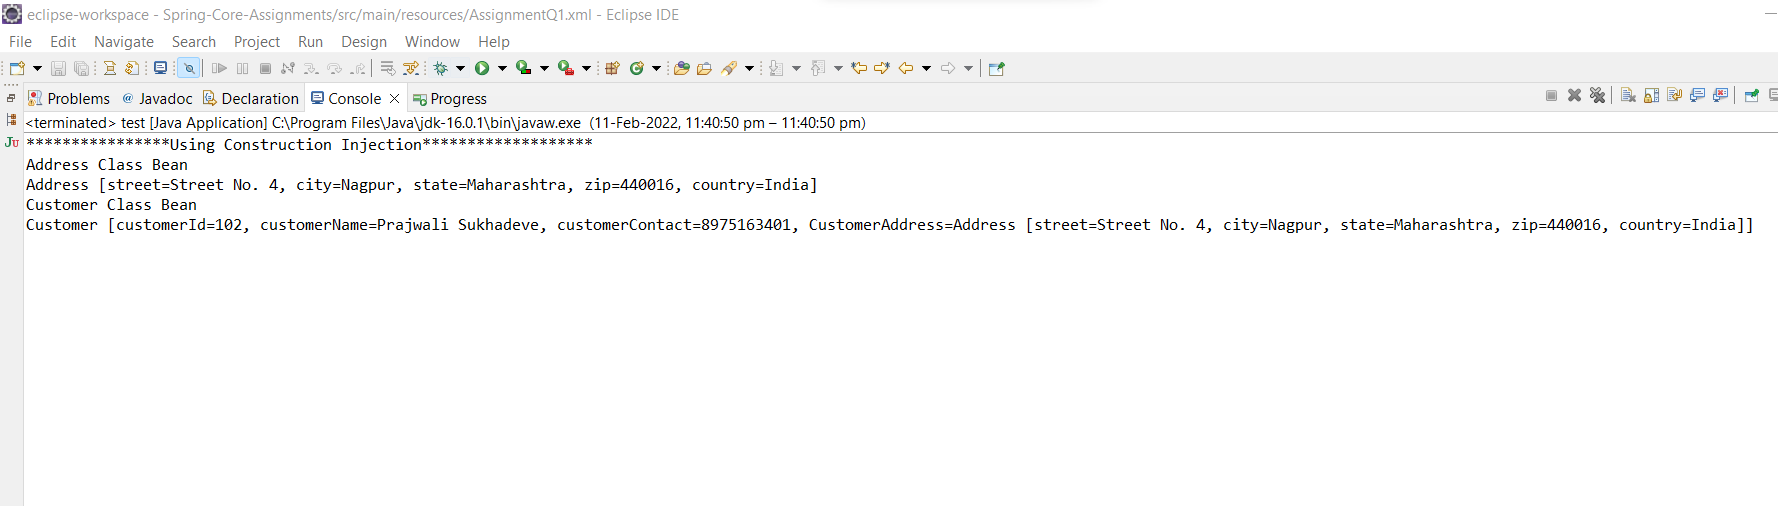 eclipse-workspace - Spring-Core-Assignments/src/main/resources/AssignmentQ1.xml - Eclipse IDE
File Edit Navigate Search Project Run Design Window Help
Problems @ Javadoc Declaration Console Progress
<terminated> test [Java Application] C:\Program Files\Java\jdk-16.0.1\bin\javaw.exe (11-Feb-2022, 11:40:50 pm – 11:40:50 pm)
Ju
****************Using Construction Injection*******************
Address Class Bean
Address [street=Street No. 4, city=Nagpur, state=Maharashtra, zip=440016, country=India]
Customer Class Bean
Customer [customerId=102, customerName=Prajwali Sukhadeve, customerContact=8975163401, CustomerAddress=Address [street=Street No. 4, city=Nagpur, state=Maharashtra, zip=440016, country=India]]